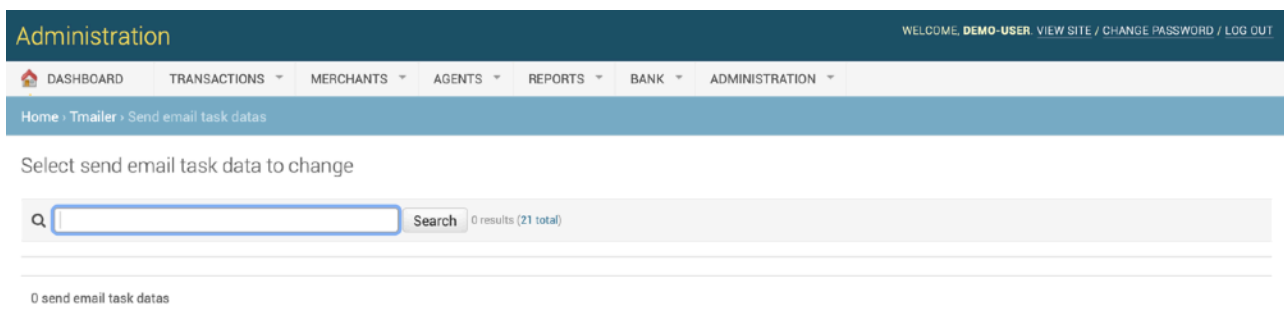 Administration
WELCOME, DEMO-USER. VIEW SITE / CHANGE PASSWORD / LOG OUT
DASHBOARD TRANSACTIONS MERCHANTS AGENTS REPORTS BANK ADMINISTRATION
Home › Tmailer › Send email task datas
Select send email task data to change
Search 0 results (21 total)
0 send email task datas